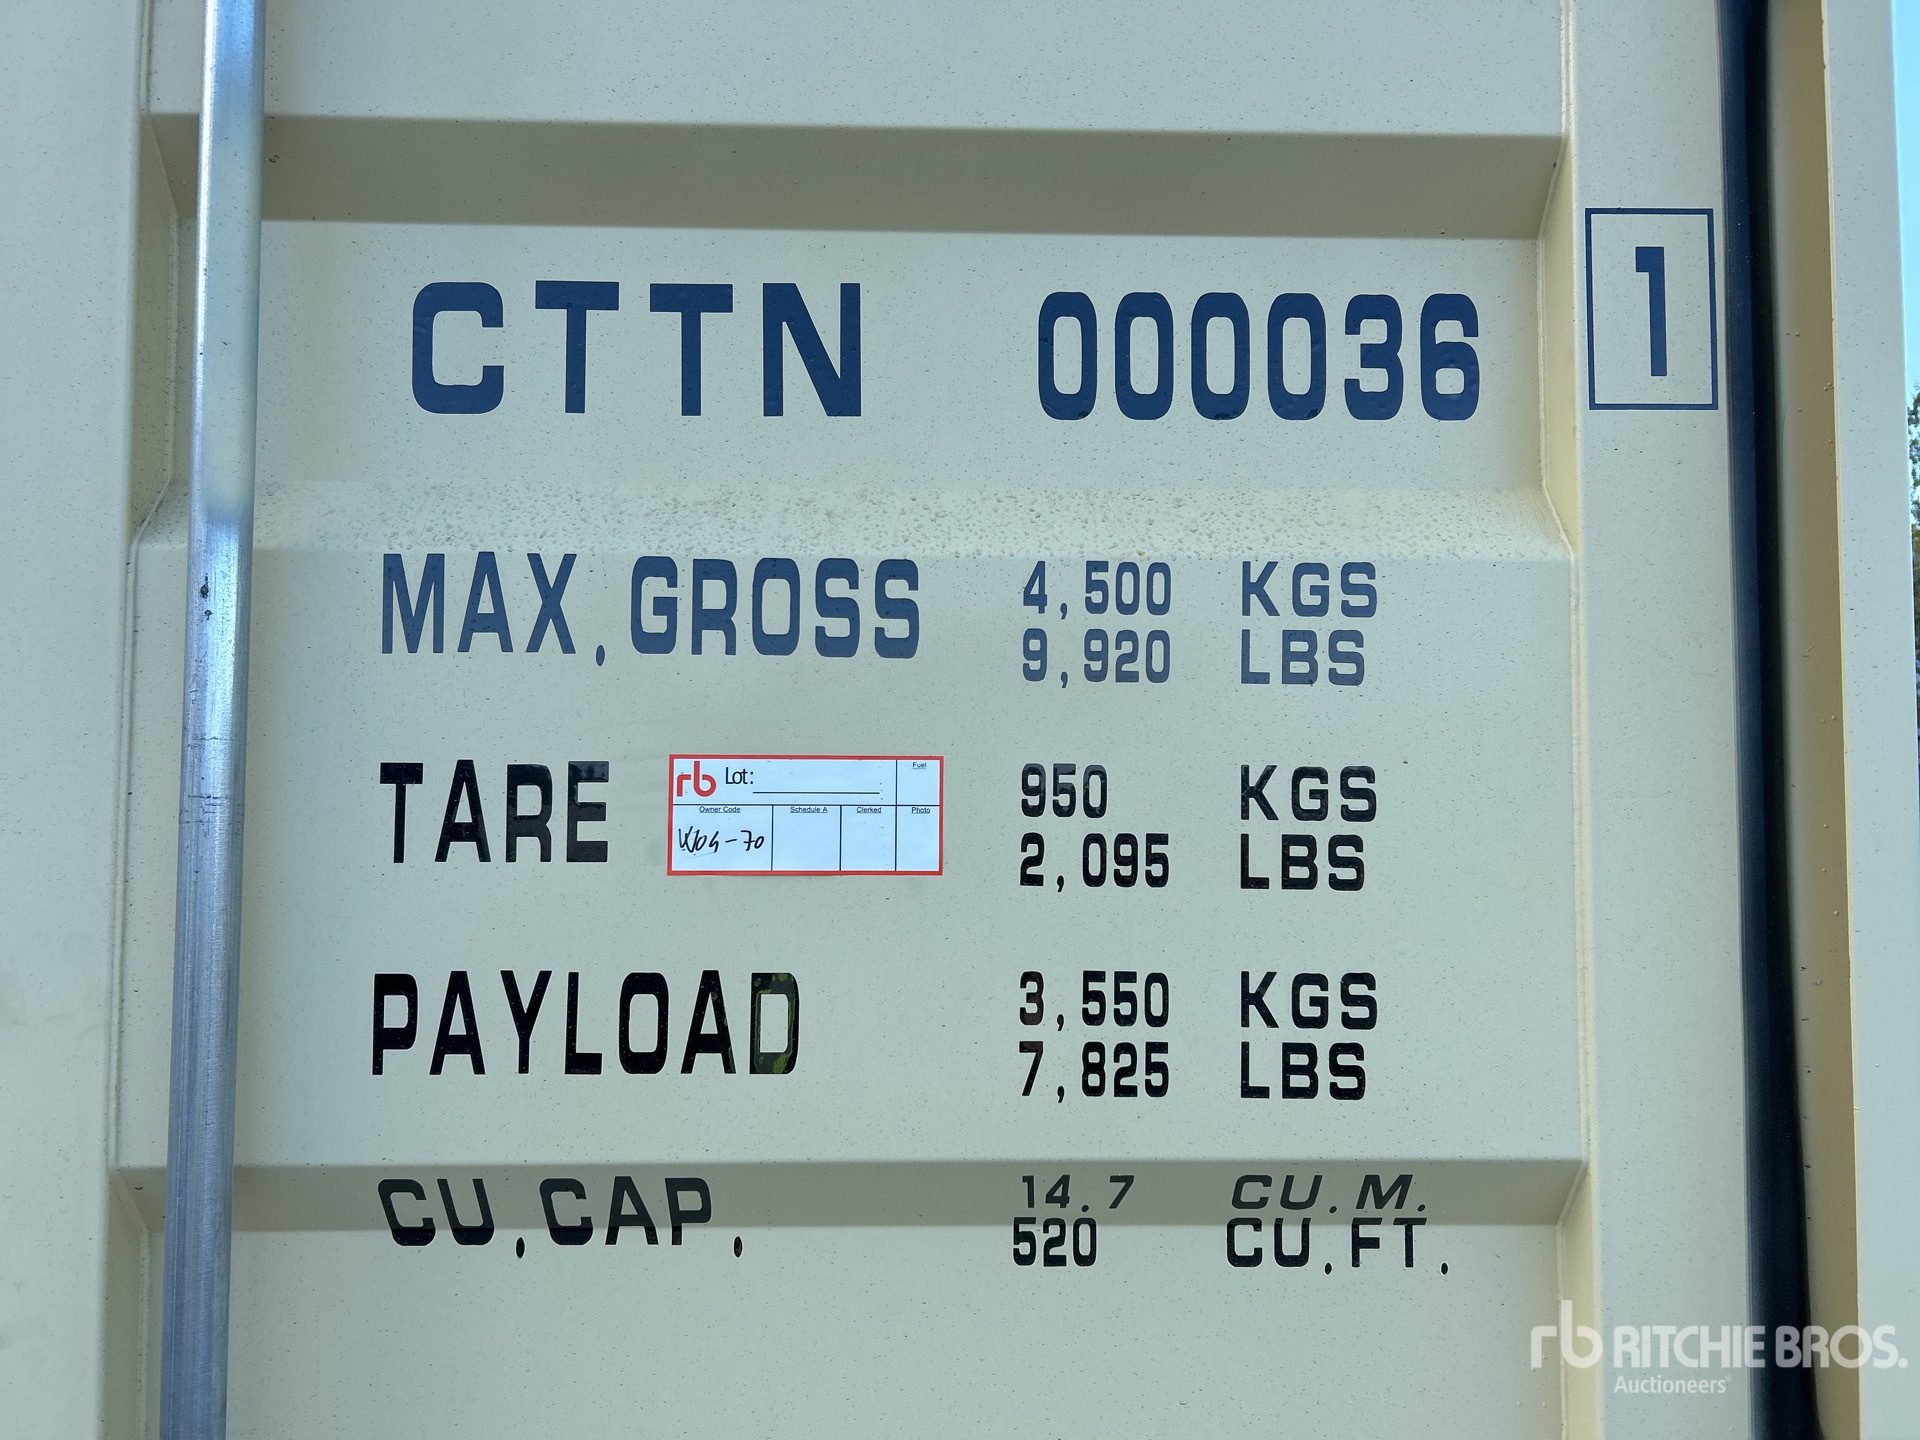 CTTN 000036 1
MAX.GROSS 4,500 KGS
9,920 LBS
TARE 950 KGS
2,095 LBS
rb Lot:
Fuel
Owner Code Schedule A Clerked Photo
PAYLOAD 3,550 KGS
7,825 LBS
CU.CAP. 14.7 CU.M.
520 CU.FT.
rb RITCHIE BROS.
Auctioneers